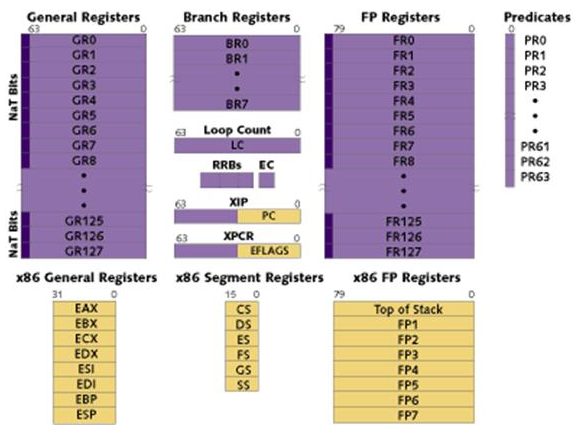 General Registers
63 0
NaT Bits
GR0
GR1
GR2
GR3
GR4
GR5
GR6
GR7
GR8
NaT Bits
GR125
GR126
GR127
Branch Registers
63 0
BR0
BR1
BR7
Loop Count
63 0
LC
RRBs EC
XIP
63 0
PC
XPCR
63 0
EFLAGS
FP Registers
79 0
FR0
FR1
FR2
FR3
FR4
FR5
FR6
FR7
FR8
FR125
FR126
FR127
Predicates
0
PR0
PR1
PR2
PR3
PR61
PR62
PR63
x86 General Registers
31 0
EAX
EBX
ECX
EDX
ESI
EDI
EBP
ESP
x86 Segment Registers
15 0
CS
DS
ES
FS
GS
SS
x86 FP Registers
79 0
Top of Stack
FP1
FP2
FP3
FP4
FP5
FP6
FP7